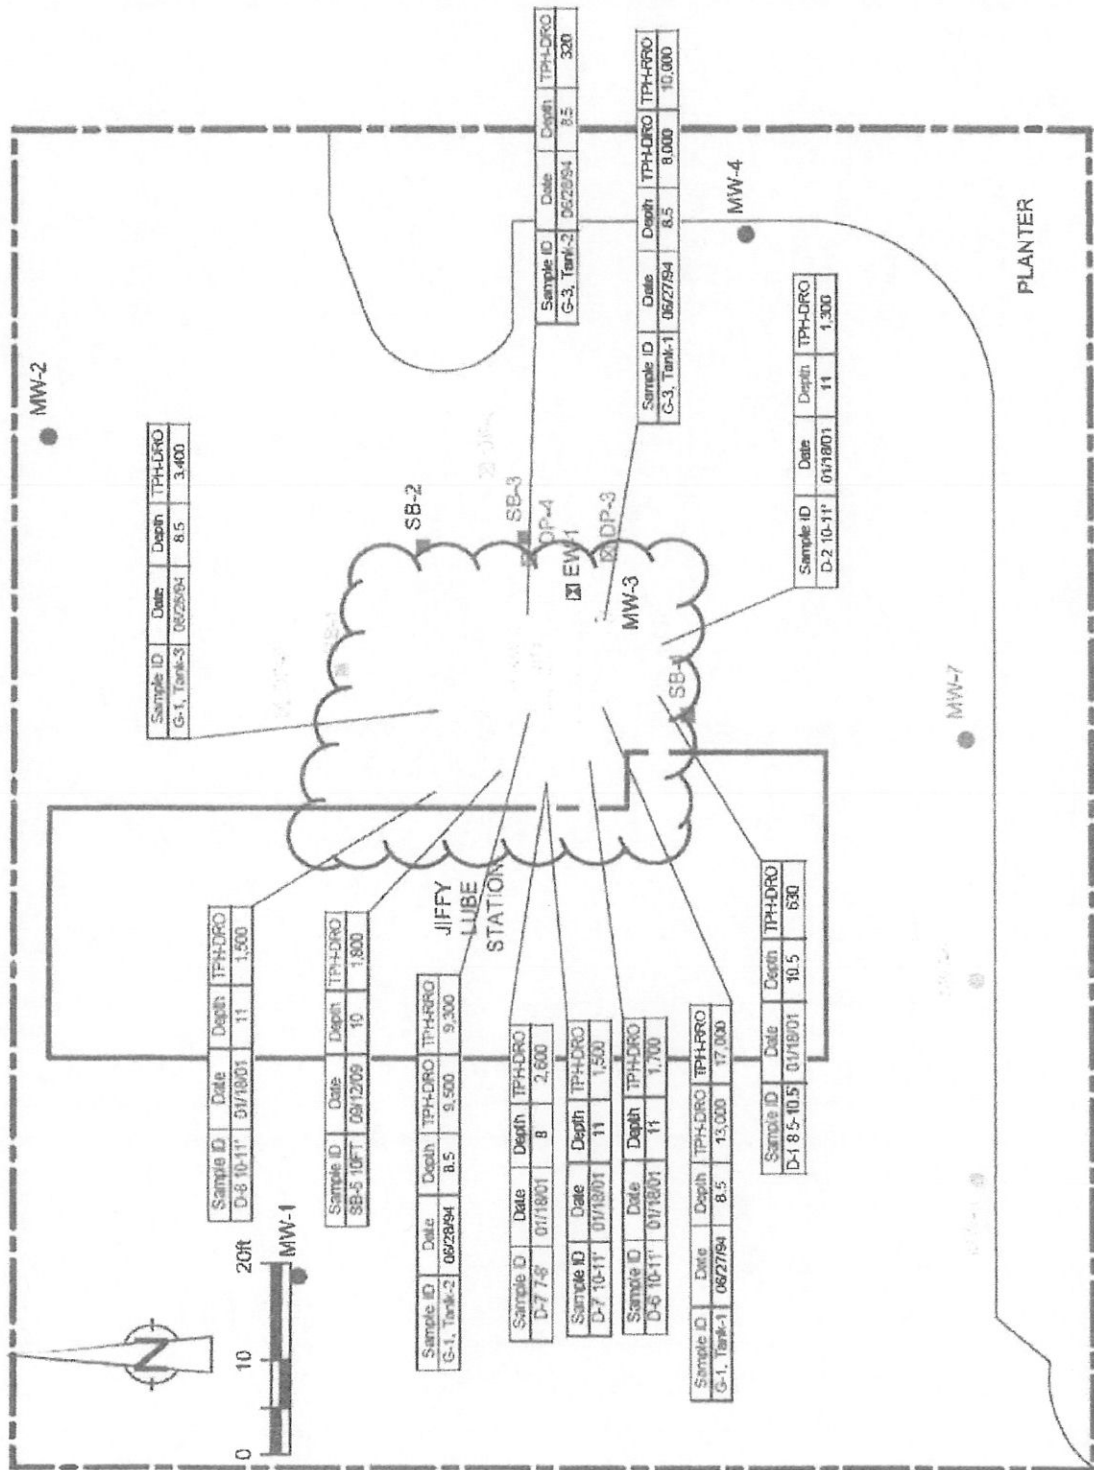 MW-2
Sample ID Date Depth TPH-DRO
G-1, Tank-3 06/28/94 8.5 3,400
Sample ID Date Depth TPH-DRO
G-3, Tank-2 06/28/94 8.5 320
Sample ID Date Depth TPH-DRO TPH-RRO
G-3, Tank-1 06/27/94 8.5 8,000 10,000
SB-2
SB-3
DP-4
EW-1
DP-3
MW-3
MW-4
Sample ID Date Depth TPH-DRO
D-2 10-11' 01/18/01 11 1,300
PLANTER
SB-4
MW-7
JIFFY
LUBE
STATION
Sample ID Date Depth TPH-DRO
D-8 10-11' 01/18/01 11 1,500
Sample ID Date Depth TPH-DRO
SB-5 10FT 09/12/09 10 1,800
Sample ID Date Depth TPH-DRO TPH-RRO
G-1, Tank-2 06/28/94 8.5 9,500 9,300
Sample ID Date Depth TPH-DRO
D-7 7-8' 01/18/01 8 2,600
Sample ID Date Depth TPH-DRO
D-7 10-11' 01/18/01 11 1,500
Sample ID Date Depth TPH-DRO
D-6 10-11' 01/18/01 11 1,700
Sample ID Date Depth TPH-DRO TPH-RRO
G-1, Tank-1 06/27/94 8.5 13,000 17,000
Sample ID Date Depth TPH-DRO
D-1 8.5-10.5' 01/18/01 10.5 630
N
0 10 20ft
MW-1